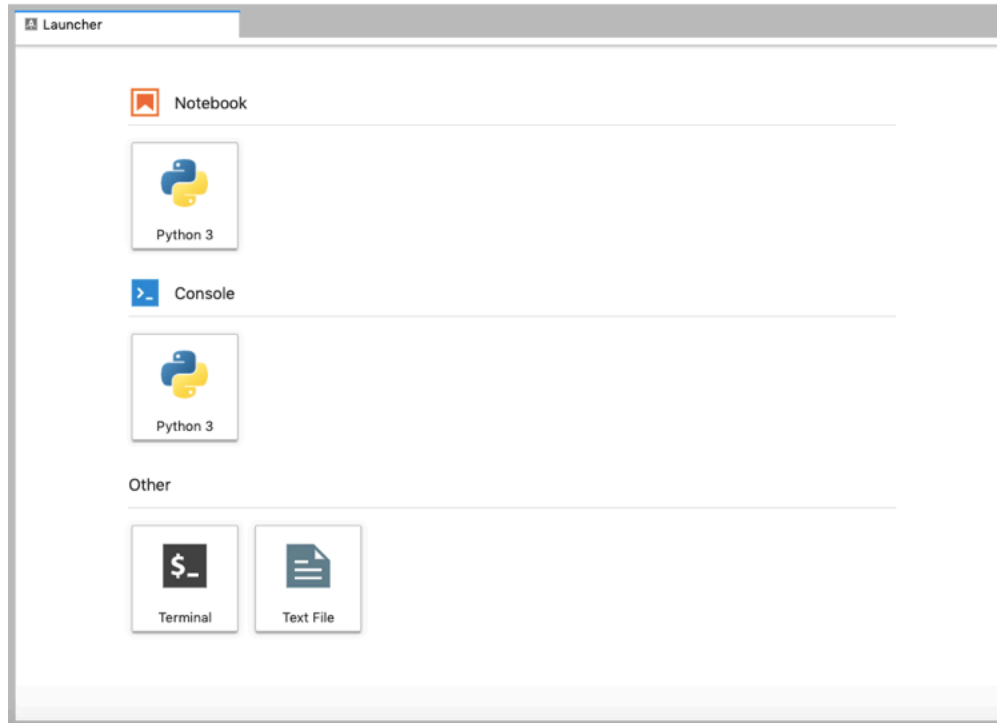 Launcher
Notebook
Python 3
>_ Console
Python 3
Other
$_
Terminal Text File